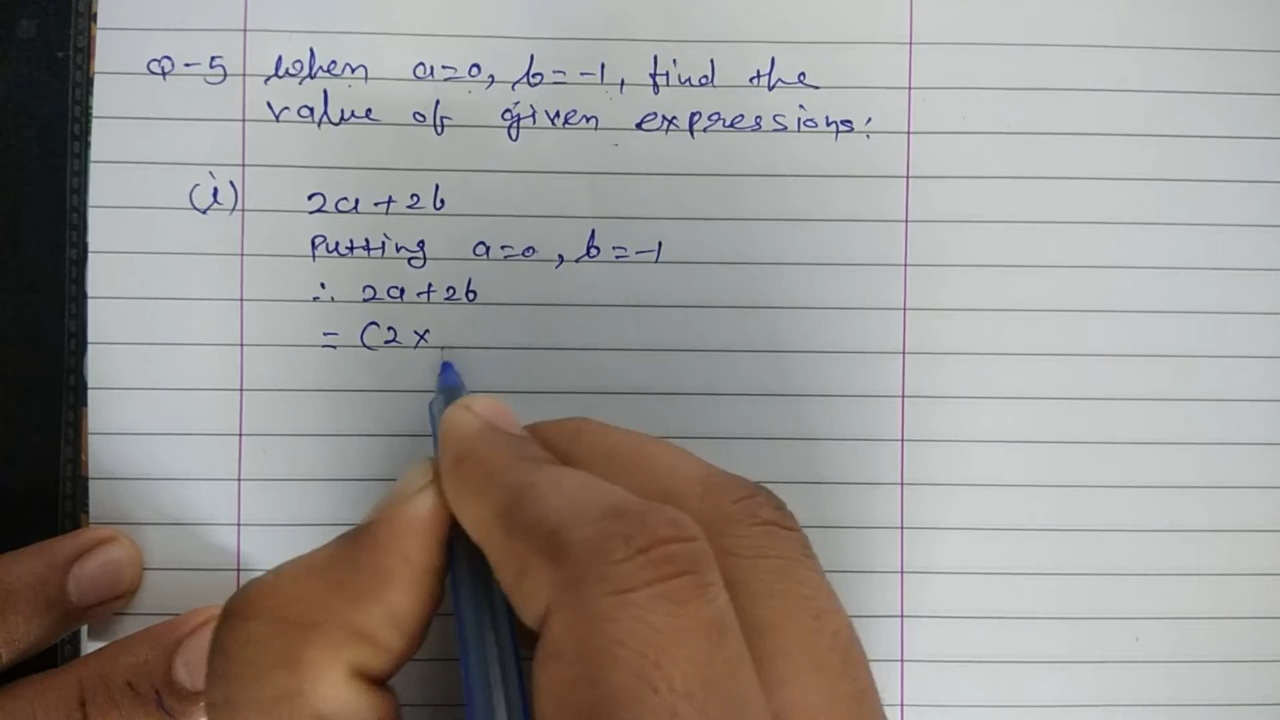 Q-5 when a=0, b=-1, find the
value of given expressions:
(i) 2a+2b
Putting a=0, b=-1
∴ 2a+2b
= (2×